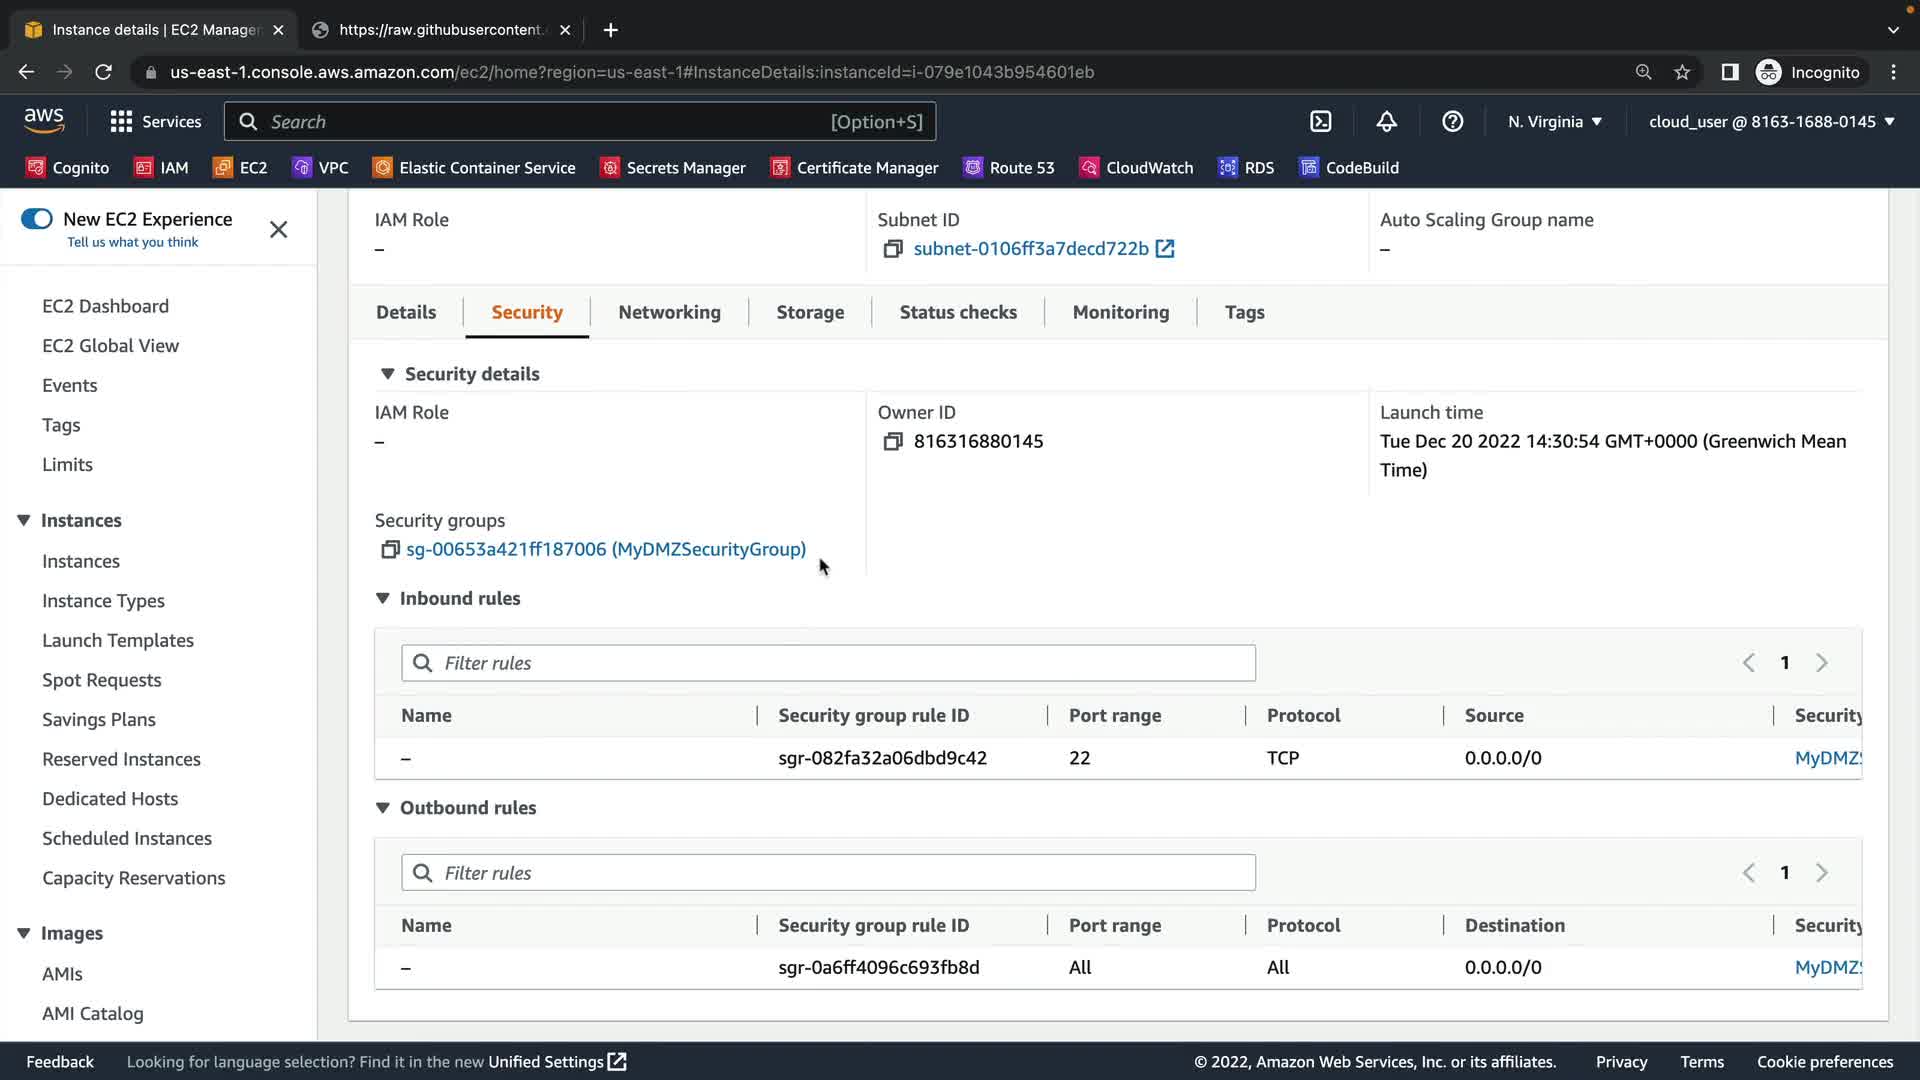 Instance details | EC2 Manage
https://raw.githubusercontent.
us-east-1.console.aws.amazon.com/ec2/home?region=us-east-1#InstanceDetails:instanceId=i-079e1043b954601eb
Incognito
aws
Services
Search
[Option+S]
N. Virginia
cloud_user @ 8163-1688-0145
Cognito
IAM
EC2
VPC
Elastic Container Service
Secrets Manager
Certificate Manager
Route 53
CloudWatch
RDS
CodeBuild
New EC2 Experience
Tell us what you think
EC2 Dashboard
EC2 Global View
Events
Tags
Limits
Instances
Instances
Instance Types
Launch Templates
Spot Requests
Savings Plans
Reserved Instances
Dedicated Hosts
Scheduled Instances
Capacity Reservations
Images
AMIs
AMI Catalog
IAM Role
–
Subnet ID
subnet-0106ff3a7decd722b
Auto Scaling Group name
–
Details
Security
Networking
Storage
Status checks
Monitoring
Tags
Security details
IAM Role
–
Owner ID
816316880145
Launch time
Tue Dec 20 2022 14:30:54 GMT+0000 (Greenwich Mean
Time)
Security groups
sg-00653a421ff187006 (MyDMZSecurityGroup)
Inbound rules
Filter rules
1
Name Security group rule ID Port range Protocol Source Security
– sgr-082fa32a06dbd9c42 22 TCP 0.0.0.0/0 MyDMZS
Outbound rules
Filter rules
1
Name Security group rule ID Port range Protocol Destination Security
– sgr-0a6ff4096c693fb8d All All 0.0.0.0/0 MyDMZS
Feedback
Looking for language selection? Find it in the new Unified Settings
© 2022, Amazon Web Services, Inc. or its affiliates.
Privacy
Terms
Cookie preferences